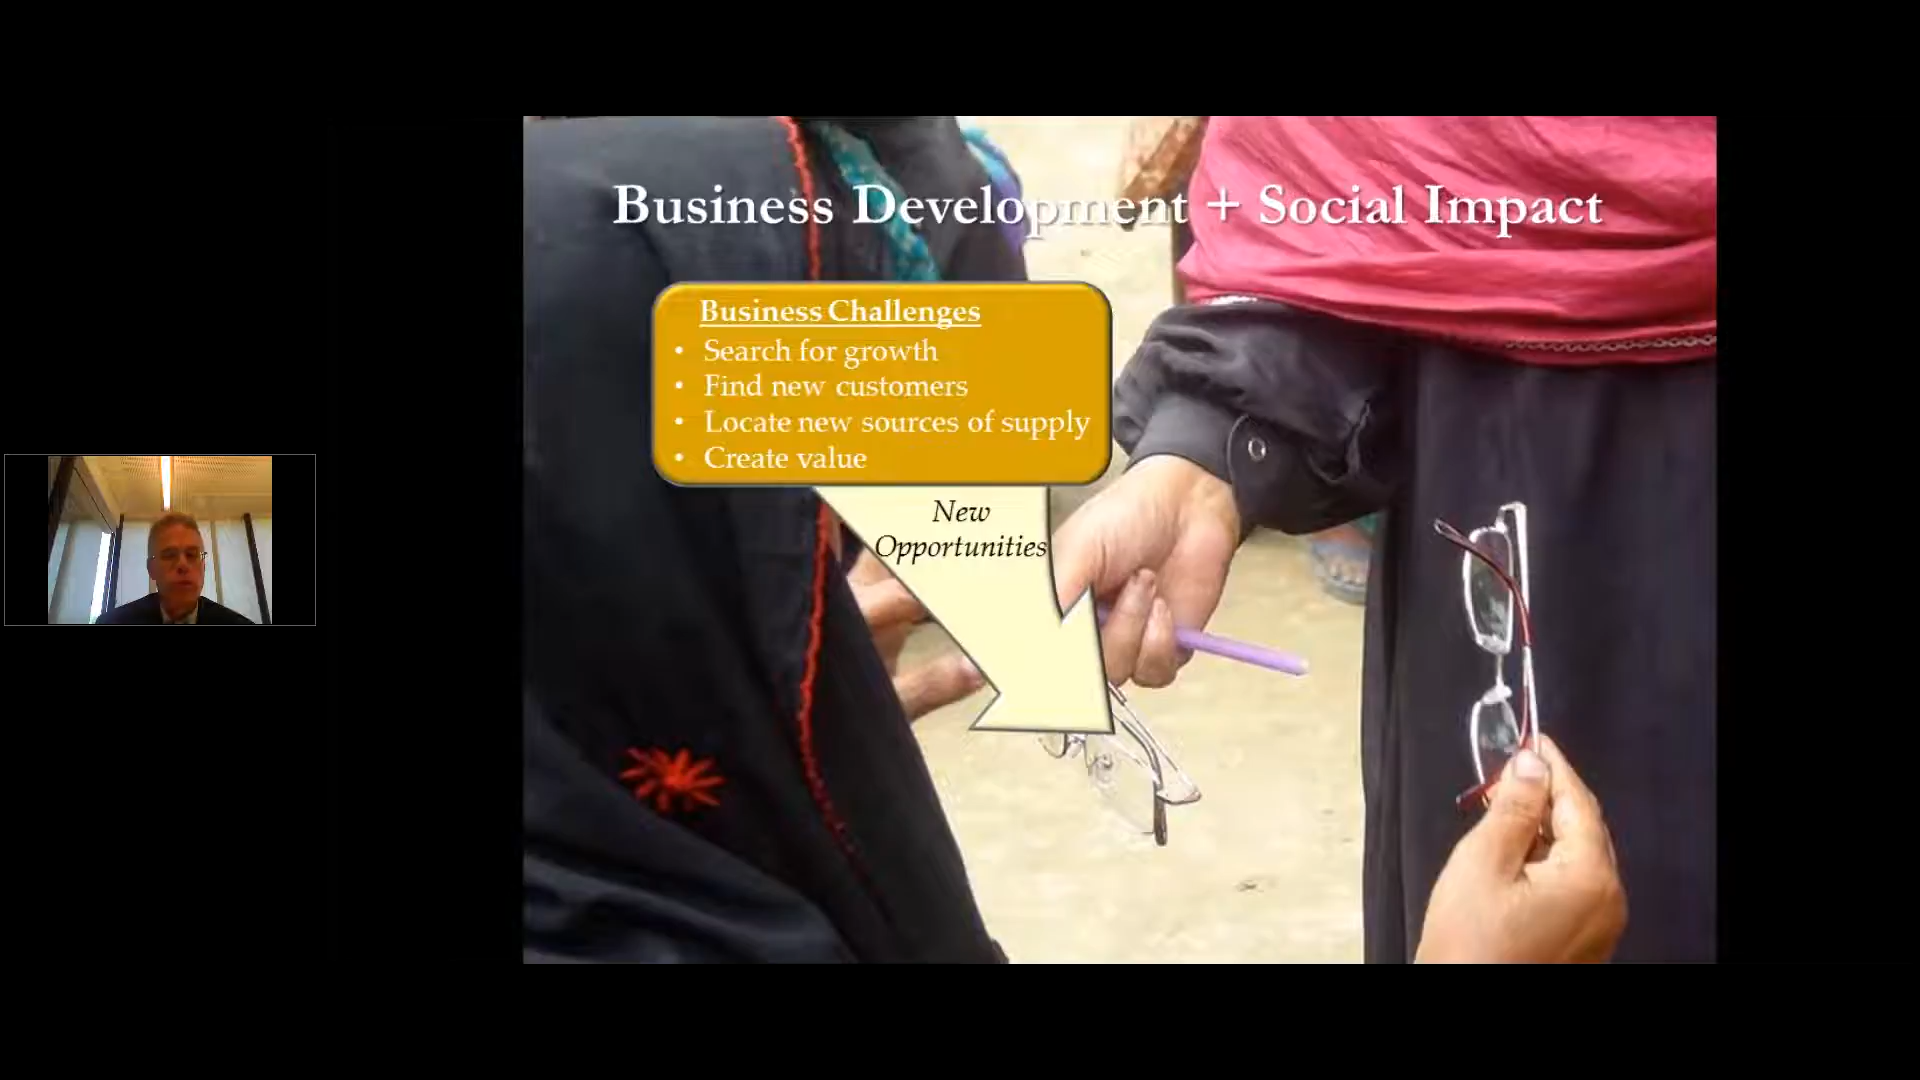 Business Development + Social Impact
Business Challenges
• Search for growth
• Find new customers
• Locate new sources of supply
• Create value
New
Opportunities